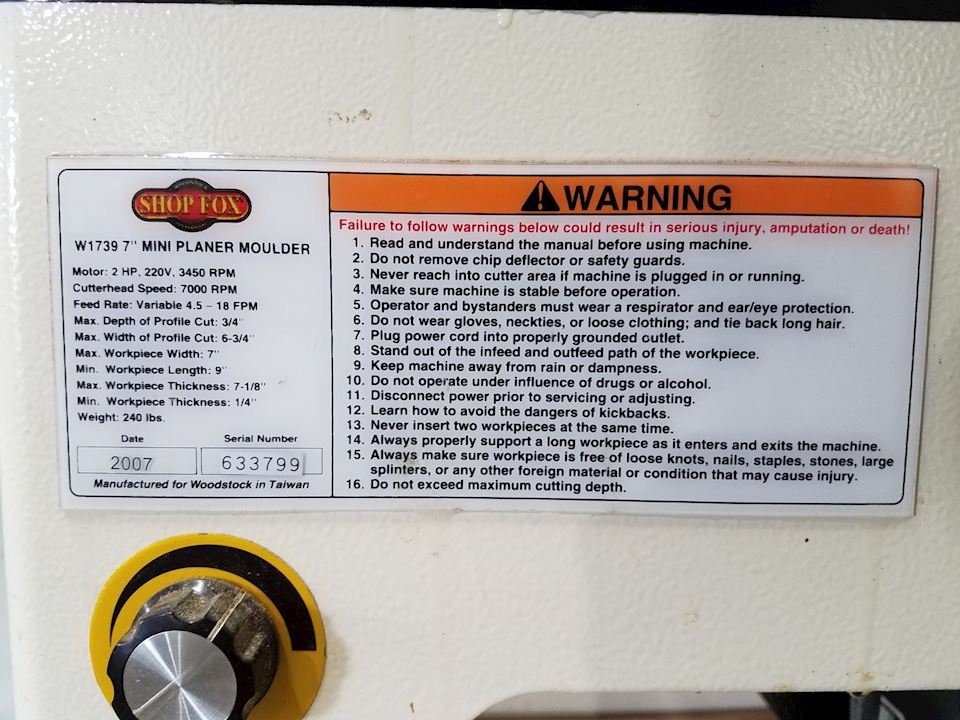 SHOP FOX
W1739 7" MINI PLANER MOULDER
Motor: 2 HP, 220V, 3450 RPM
Cutterhead Speed: 7000 RPM
Feed Rate: Variable 4.5 – 18 FPM
Max. Depth of Profile Cut: 3/4"
Max. Width of Profile Cut: 6-3/4"
Max. Workpiece Width: 7"
Min. Workpiece Length: 9"
Max. Workpiece Thickness: 7-1/8"
Min. Workpiece Thickness: 1/4"
Weight: 240 lbs.
Date Serial Number
2007 633799
Manufactured for Woodstock in Taiwan
WARNING
Failure to follow warnings below could result in serious injury, amputation or death!
1. Read and understand the manual before using machine.
2. Do not remove chip deflector or safety guards.
3. Never reach into cutter area if machine is plugged in or running.
4. Make sure machine is stable before operation.
5. Operator and bystanders must wear a respirator and ear/eye protection.
6. Do not wear gloves, neckties, or loose clothing; and tie back long hair.
7. Plug power cord into properly grounded outlet.
8. Stand out of the infeed and outfeed path of the workpiece.
9. Keep machine away from rain or dampness.
10. Do not operate under influence of drugs or alcohol.
11. Disconnect power prior to servicing or adjusting.
12. Learn how to avoid the dangers of kickbacks.
13. Never insert two workpieces at the same time.
14. Always properly support a long workpiece as it enters and exits the machine.
15. Always make sure workpiece is free of loose knots, nails, staples, stones, large
splinters, or any other foreign material or condition that may cause injury.
16. Do not exceed maximum cutting depth.